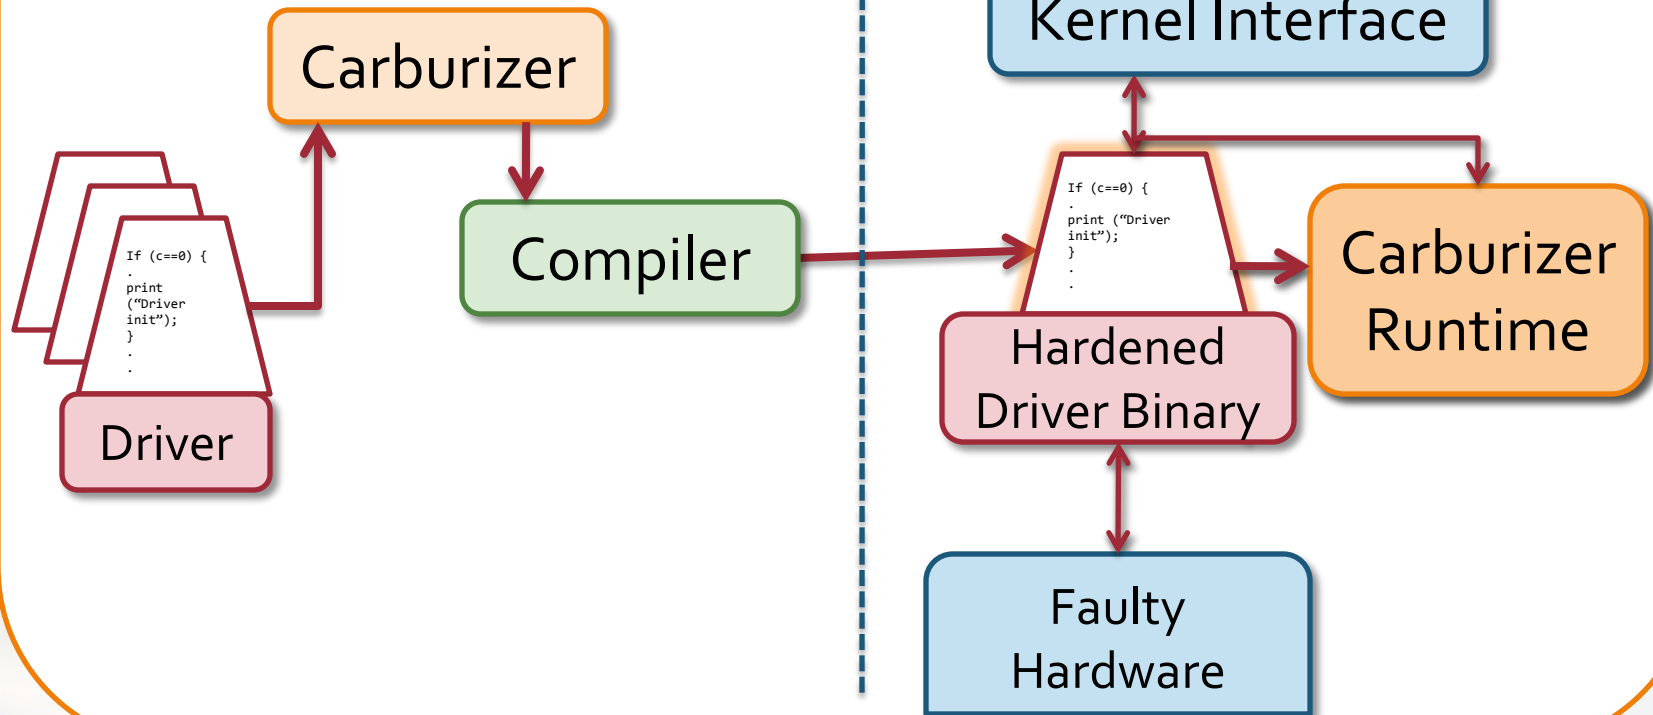 Carburizer
Compiler
If (c==0) {
.
print
(“Driver
init”);
}
.
.
Driver
Kernel Interface
If (c==0) {
.
print (“Driver
init”);
}
.
.
Hardened
Driver Binary
Carburizer
Runtime
Faulty
Hardware